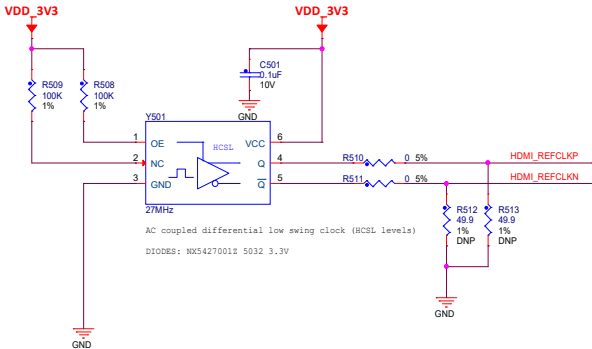 VDD_3V3
VDD_3V3
R509
100K
1%
R508
100K
1%
C501
0.1uF
10V
GND
Y501
1
OE
HCSL
VCC
6
2
NC
Q
4
R510
0 5%
HDMI_REFCLKP
3
GND
Q
5
R511
0 5%
HDMI_REFCLKN
27MHz
R512
49.9
1%
DNP
R513
49.9
1%
DNP
AC coupled differential low swing clock (HCSL levels)
DIODES: NX5427001Z 5032 3.3V
GND
GND